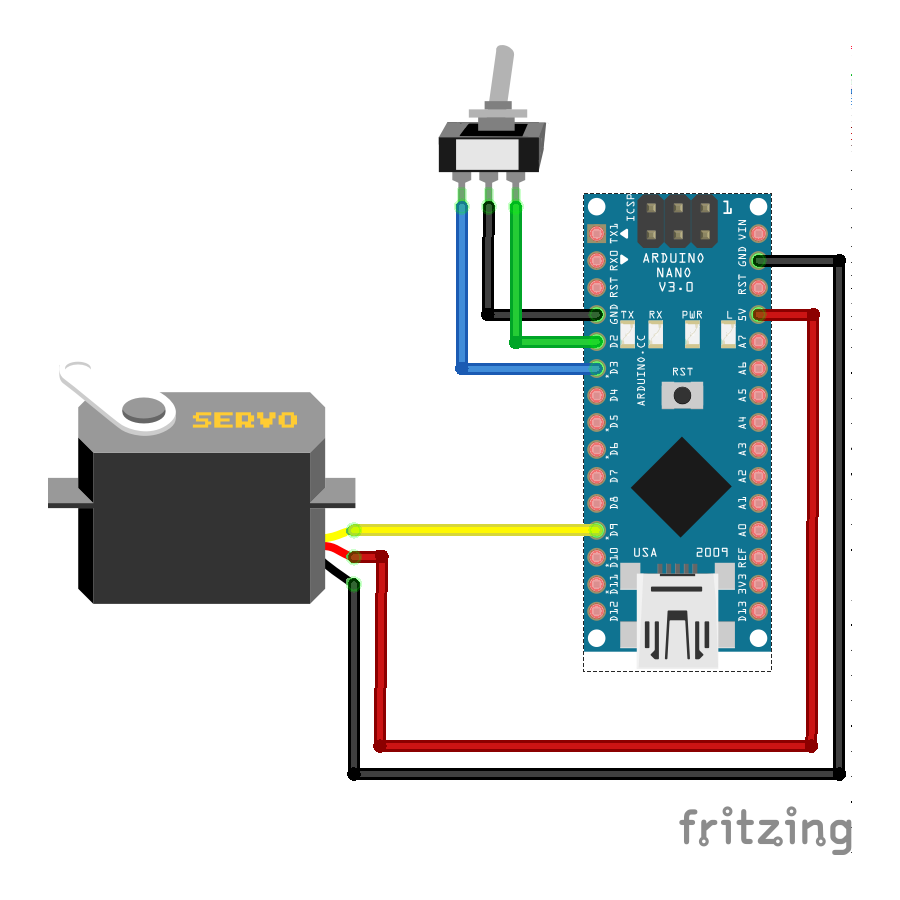 ICSP
1
TX1
RX0
RST
GND
D2
D3
D4
D5
D6
D7
D8
D9
D10
D11
D12
VIN
GND
RST
5V
A7
A6
A5
A4
A3
A2
A1
A0
REF
3V3
D13
ARDUINO
NANO
V3.0
TX RX PWR L
ARDUINO.CC
RST
USA 2009
SERVO
fritzing